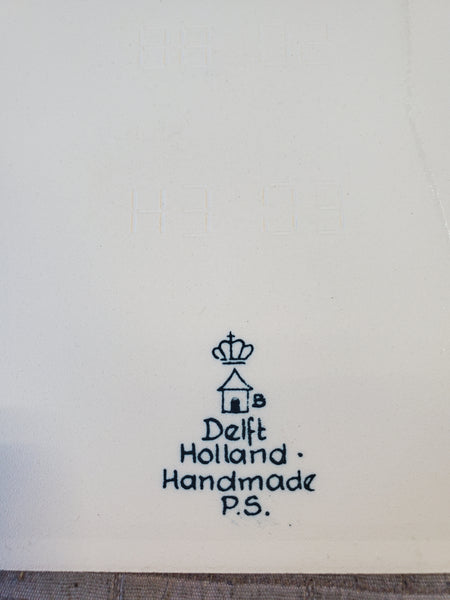 B
Delft
Holland ·
Handmade
P.S.